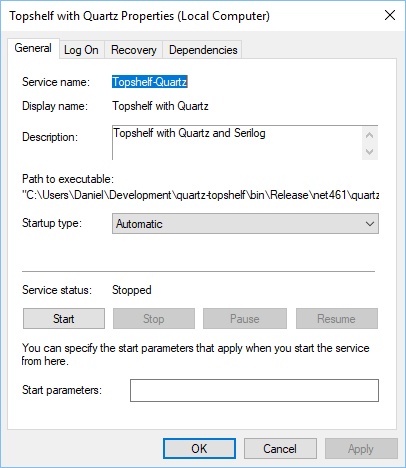 Topshelf with Quartz Properties (Local Computer)
General Log On Recovery Dependencies
Service name: Topshelf-Quartz
Display name: Topshelf with Quartz
Description: Topshelf with Quartz and Serilog
Path to executable:
"C:\Users\Daniel\Development\quartz-topshelf\bin\Release\net461\quartz
Startup type: Automatic
Service status: Stopped
Start Stop Pause Resume
You can specify the start parameters that apply when you start the service
from here.
Start parameters:
OK Cancel Apply